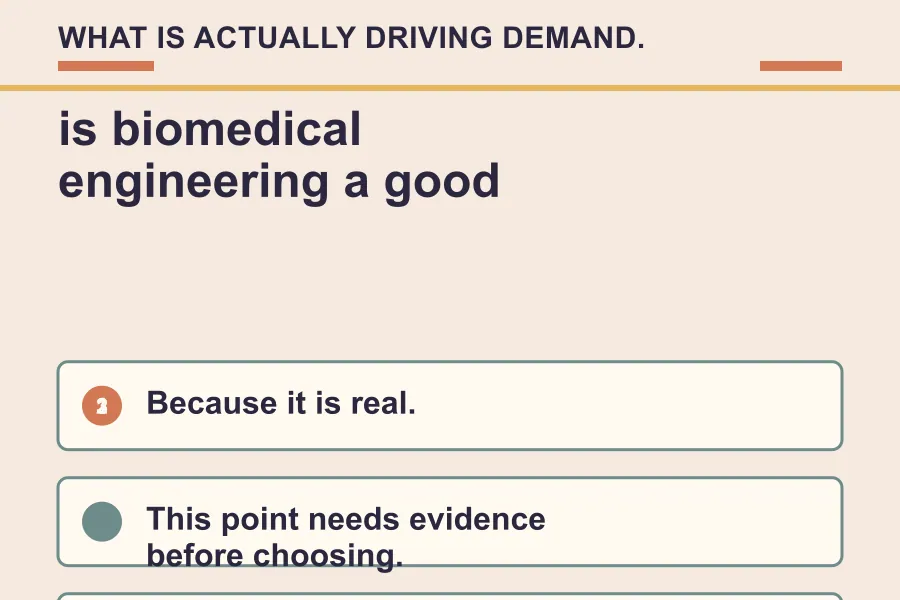 WHAT IS ACTUALLY DRIVING DEMAND.
is biomedical
engineering a good
Because it is real.
This point needs evidence
before choosing.